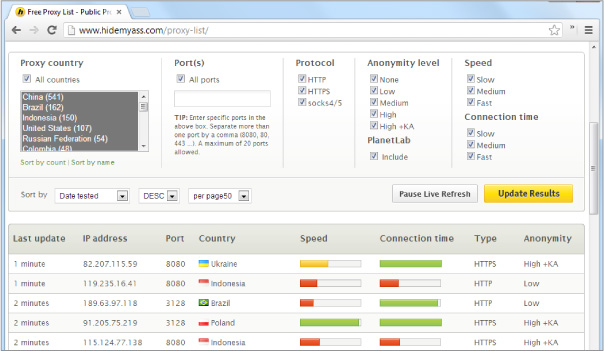 Free Proxy List - Public Pr
www.hidemyass.com/proxy-list/
Proxy country
All countries
China (541)
Brazil (162)
Indonesia (150)
United States (107)
Russian Federation (54)
Colombia (48)
Sort by count | Sort by name
Port(s)
All ports
TIP: Enter specific ports in the
above box. Separate more than
one port by a comma (8080, 80,
443 ...). A maximum of 20 ports
allowed.
Protocol
HTTP
HTTPS
socks4/5
Anonymity level
None
Low
Medium
High
High +KA
PlanetLab
Include
Speed
Slow
Medium
Fast
Connection time
Slow
Medium
Fast
Sort by Date tested DESC per page50 Pause Live Refresh Update Results
Last update IP address Port Country Speed Connection time Type Anonymity
1 minute 82.207.115.59 8080 Ukraine HTTPS High +KA
1 minute 119.235.16.41 8080 Indonesia HTTP Low
2 minutes 189.63.97.118 3128 Brazil HTTP Low
2 minutes 91.205.75.219 3128 Poland HTTPS High +KA
2 minutes 115.124.77.138 8080 Indonesia HTTPS High +KA